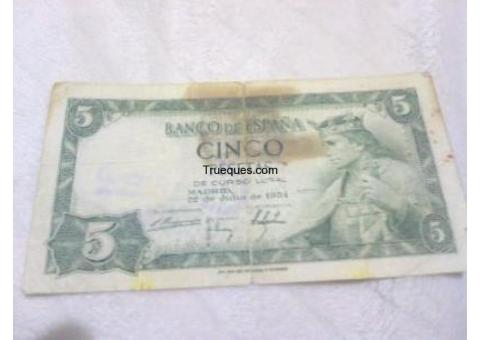 5
BANCO DE ESPAÑA
5
Trueques.com
CINCO
PESETAS
DE CURSO LEGAL
MADRID
22 de Julio de 1954
5
5